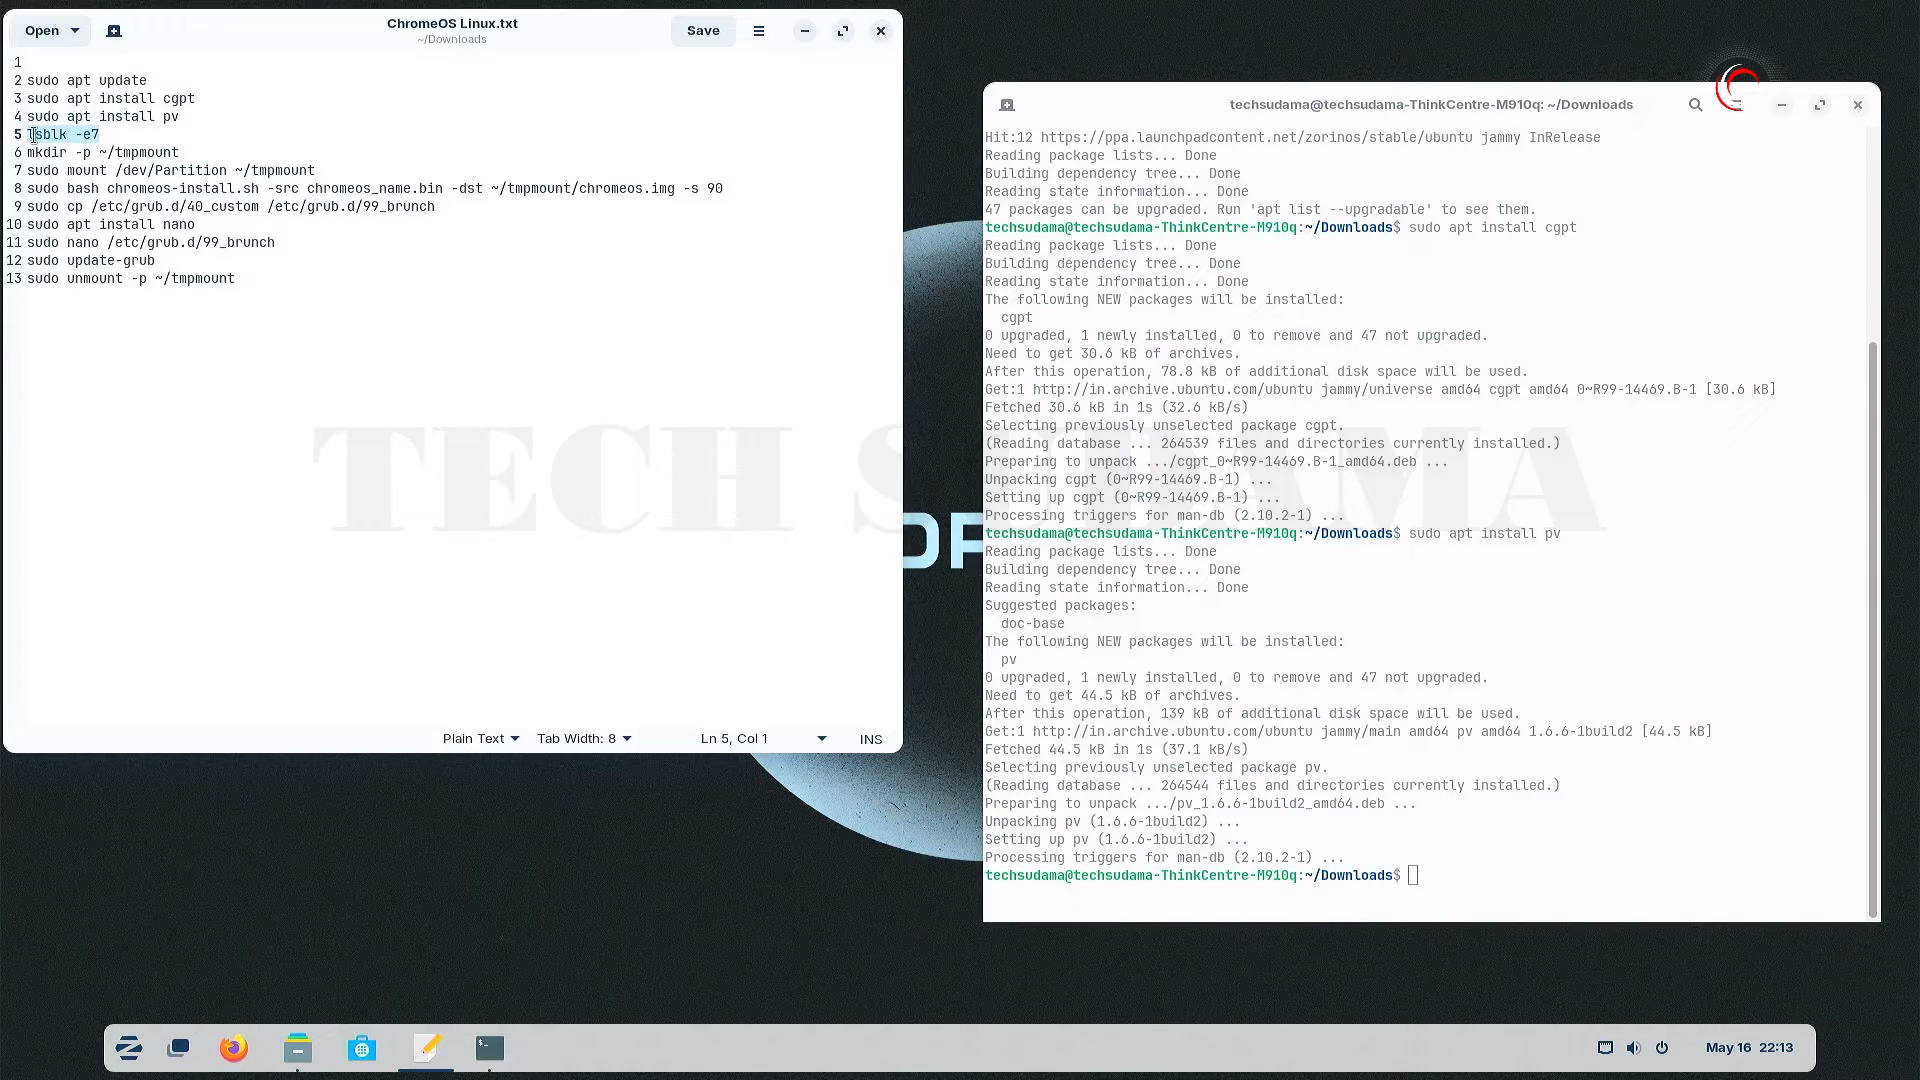 Open
ChromeOS Linux.txt
~/Downloads
Save
1
2 sudo apt update
3 sudo apt install cgpt
4 sudo apt install pv
5 lsblk -e7
6 mkdir -p ~/tmpmount
7 sudo mount /dev/Partition ~/tmpmount
8 sudo bash chromeos-install.sh -src chromeos_name.bin -dst ~/tmpmount/chromeos.img -s 90
9 sudo cp /etc/grub.d/40_custom /etc/grub.d/99_brunch
10 sudo apt install nano
11 sudo nano /etc/grub.d/99_brunch
12 sudo update-grub
13 sudo unmount -p ~/tmpmount
Plain Text
Tab Width: 8
Ln 5, Col 1
INS
techsudama@techsudama-ThinkCentre-M910q: ~/Downloads
Hit:12 https://ppa.launchpadcontent.net/zorinos/stable/ubuntu jammy InRelease
Reading package lists... Done
Building dependency tree... Done
Reading state information... Done
47 packages can be upgraded. Run 'apt list --upgradable' to see them.
techsudama@techsudama-ThinkCentre-M910q:~/Downloads$ sudo apt install cgpt
Reading package lists... Done
Building dependency tree... Done
Reading state information... Done
The following NEW packages will be installed:
cgpt
0 upgraded, 1 newly installed, 0 to remove and 47 not upgraded.
Need to get 30.6 kB of archives.
After this operation, 78.8 kB of additional disk space will be used.
Get:1 http://in.archive.ubuntu.com/ubuntu jammy/universe amd64 cgpt amd64 0~R99-14469.B-1 [30.6 kB]
Fetched 30.6 kB in 1s (32.6 kB/s)
Selecting previously unselected package cgpt.
(Reading database ... 264539 files and directories currently installed.)
Preparing to unpack .../cgpt_0~R99-14469.B-1_amd64.deb ...
Unpacking cgpt (0~R99-14469.B-1) ...
Setting up cgpt (0~R99-14469.B-1) ...
Processing triggers for man-db (2.10.2-1) ...
techsudama@techsudama-ThinkCentre-M910q:~/Downloads$ sudo apt install pv
Reading package lists... Done
Building dependency tree... Done
Reading state information... Done
Suggested packages:
doc-base
The following NEW packages will be installed:
pv
0 upgraded, 1 newly installed, 0 to remove and 47 not upgraded.
Need to get 44.5 kB of archives.
After this operation, 139 kB of additional disk space will be used.
Get:1 http://in.archive.ubuntu.com/ubuntu jammy/main amd64 pv amd64 1.6.6-1build2 [44.5 kB]
Fetched 44.5 kB in 1s (37.1 kB/s)
Selecting previously unselected package pv.
(Reading database ... 264544 files and directories currently installed.)
Preparing to unpack .../pv_1.6.6-1build2_amd64.deb ...
Unpacking pv (1.6.6-1build2) ...
Setting up pv (1.6.6-1build2) ...
Processing triggers for man-db (2.10.2-1) ...
techsudama@techsudama-ThinkCentre-M910q:~/Downloads$
TECH SUDAMA
May 16 22:13